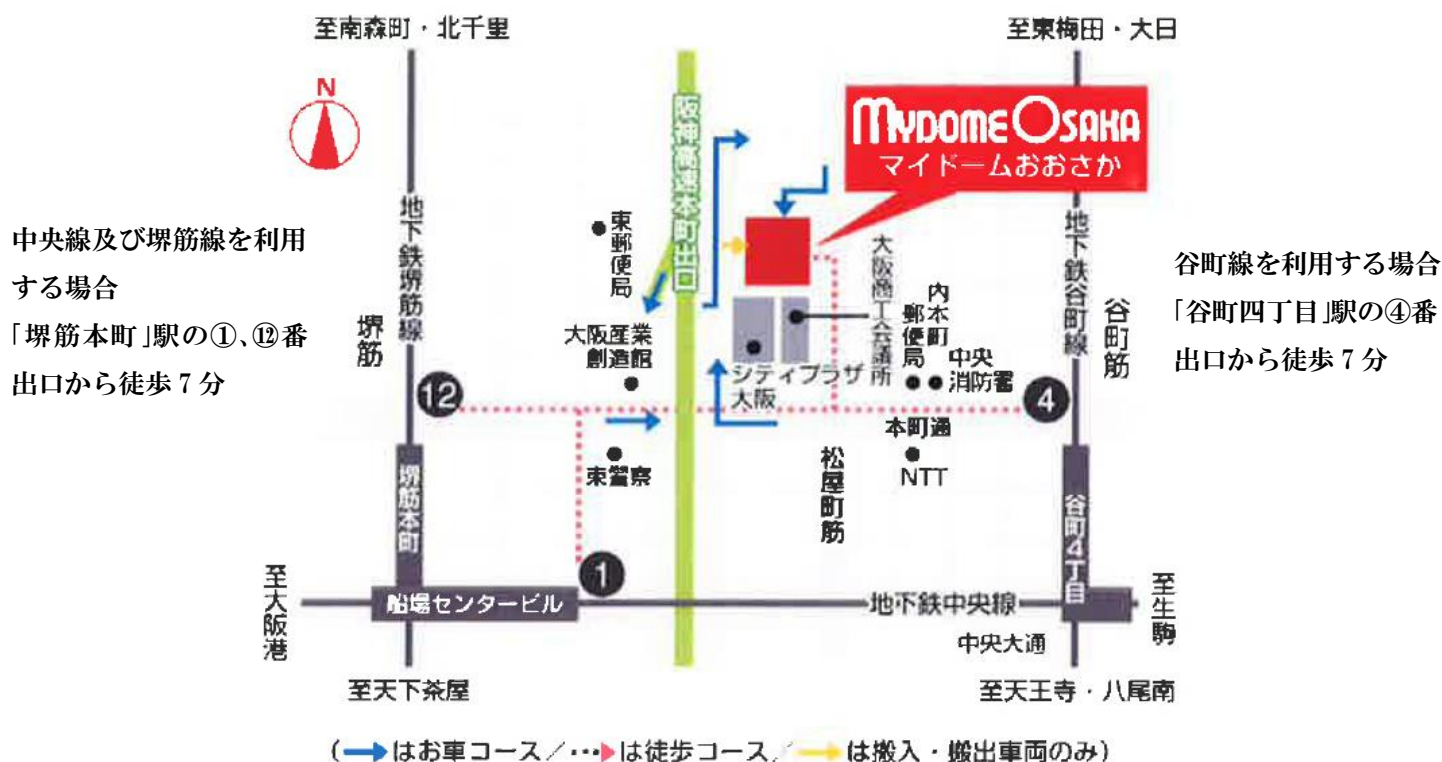 至南森町・北千里
至東梅田・大日
N
MYDOME OSAKA
マイドームおおさか
阪神高速本町出口
地下鉄堺筋線
堺筋
東郵便局
大阪産業
創造館
大阪商工会議所
内本町
郵便局
中央
消防署
地下鉄谷町線
谷町筋
中央線及び堺筋線を利用
する場合
「堺筋本町」駅の①、⑫番
出口から徒歩 7 分
谷町線を利用する場合
「谷町四丁目」駅の④番
出口から徒歩 7 分
シティプラザ
大阪
12
4
本町通
NTT
東警察
松屋町筋
堺筋本町
谷町4丁目
1
至大阪港
船場センタービル
地下鉄中央線
至生駒
中央大通
至天下茶屋
至天王寺・八尾南
(→はお車コース/…▶は徒歩コース/→は搬入・搬出車両のみ)